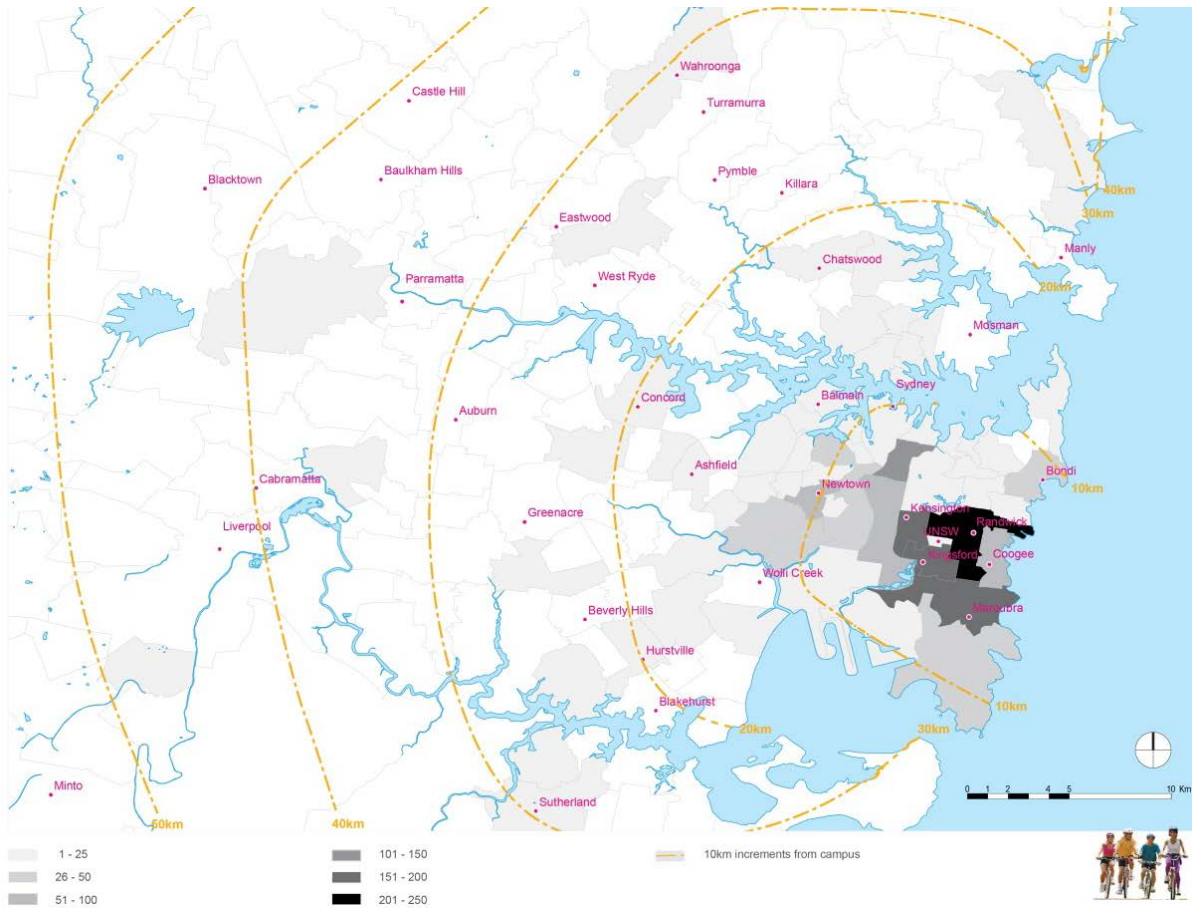 Wahroonga
Castle Hill
Turramurra
Blacktown
Baulkham Hills
Pymble
Killara
40km
30km
Eastwood
Manly
Chatswood
Parramatta
West Ryde
20km
Mosman
Sydney
Balmain
Concord
Auburn
Ashfield
Bondi
10km
Cabramatta
Newtown
Greenacre
Kensington
Randwick
Liverpool
UNSW
Kingsford
Coogee
Wolli Creek
Beverly Hills
Maroubra
Hurstville
Blakehurst
10km
20km
30km
Minto
Sutherland
0 1 2 4 5 10 Km
50km
40km
1 - 25
26 - 50
51 - 100
101 - 150
151 - 200
201 - 250
10km increments from campus